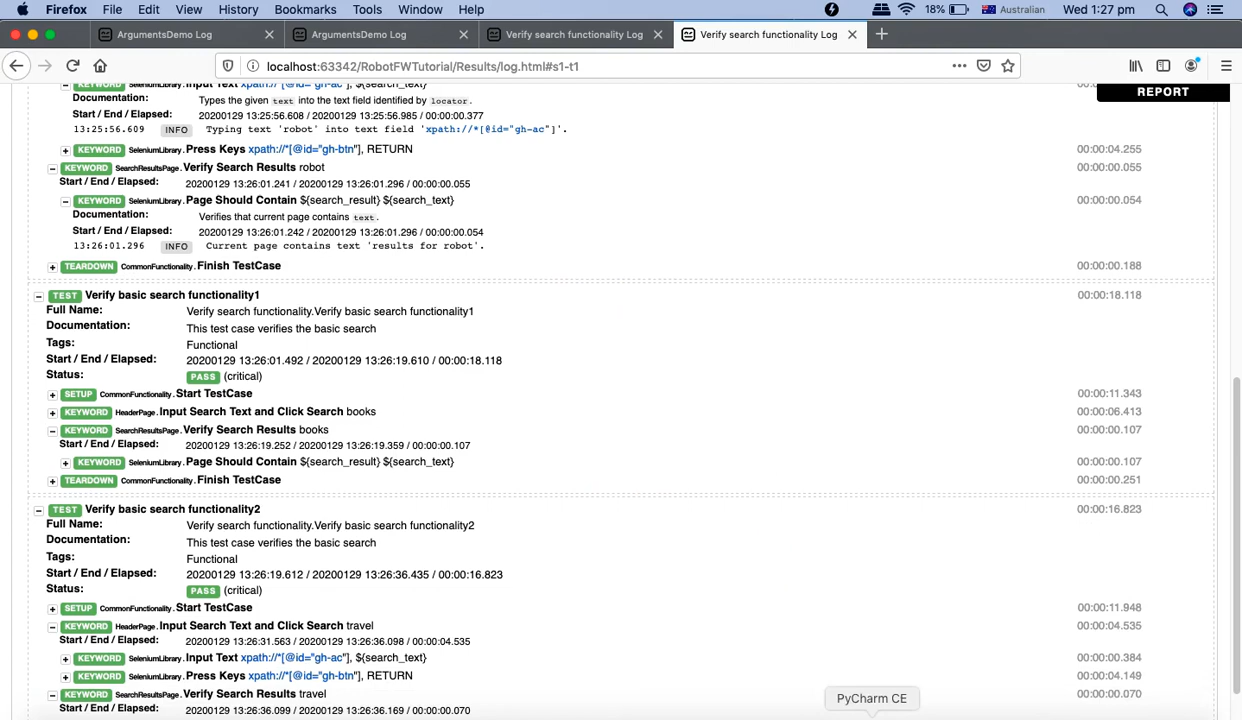 Firefox File Edit View History Bookmarks Tools Window Help 18% Australian Wed 1:27 pm
ArgumentsDemo Log ArgumentsDemo Log Verify search functionality Log Verify search functionality Log
localhost:63342/RobotFWTutorial/Results/log.html#s1-t1
REPORT
KEYWORD SeleniumLibrary. Input Text xpath://*[@id="gh-ac"], ${search_text}
Documentation: Types the given text into the text field identified by locator.
Start / End / Elapsed: 20200129 13:25:56.608 / 20200129 13:25:56.985 / 00:00:00.377
13:25:56.609 INFO Typing text 'robot' into text field 'xpath://*[@id="gh-ac"]'.
KEYWORD SeleniumLibrary. Press Keys xpath://*[@id="gh-btn"], RETURN 00:00:04.255
KEYWORD SearchResultsPage. Verify Search Results robot 00:00:00.055
Start / End / Elapsed: 20200129 13:26:01.241 / 20200129 13:26:01.296 / 00:00:00.055
KEYWORD SeleniumLibrary. Page Should Contain ${search_result} ${search_text} 00:00:00.054
Documentation: Verifies that current page contains text.
Start / End / Elapsed: 20200129 13:26:01.242 / 20200129 13:26:01.296 / 00:00:00.054
13:26:01.296 INFO Current page contains text 'results for robot'.
TEARDOWN CommonFunctionality. Finish TestCase 00:00:00.188
TEST Verify basic search functionality1 00:00:18.118
Full Name: Verify search functionality.Verify basic search functionality1
Documentation: This test case verifies the basic search
Tags: Functional
Start / End / Elapsed: 20200129 13:26:01.492 / 20200129 13:26:19.610 / 00:00:18.118
Status: PASS (critical)
SETUP CommonFunctionality. Start TestCase 00:00:11.343
KEYWORD HeaderPage. Input Search Text and Click Search books 00:00:06.413
KEYWORD SearchResultsPage. Verify Search Results books 00:00:00.107
Start / End / Elapsed: 20200129 13:26:19.252 / 20200129 13:26:19.359 / 00:00:00.107
KEYWORD SeleniumLibrary. Page Should Contain ${search_result} ${search_text} 00:00:00.107
TEARDOWN CommonFunctionality. Finish TestCase 00:00:00.251
TEST Verify basic search functionality2 00:00:16.823
Full Name: Verify search functionality.Verify basic search functionality2
Documentation: This test case verifies the basic search
Tags: Functional
Start / End / Elapsed: 20200129 13:26:19.612 / 20200129 13:26:36.435 / 00:00:16.823
Status: PASS (critical)
SETUP CommonFunctionality. Start TestCase 00:00:11.948
KEYWORD HeaderPage. Input Search Text and Click Search travel 00:00:04.535
Start / End / Elapsed: 20200129 13:26:31.563 / 20200129 13:26:36.098 / 00:00:04.535
KEYWORD SeleniumLibrary. Input Text xpath://*[@id="gh-ac"], ${search_text} 00:00:00.384
KEYWORD SeleniumLibrary. Press Keys xpath://*[@id="gh-btn"], RETURN 00:00:04.149
KEYWORD SearchResultsPage. Verify Search Results travel 00:00:00.070
Start / End / Elapsed: 20200129 13:26:36.099 / 20200129 13:26:36.169 / 00:00:00.070
PyCharm CE